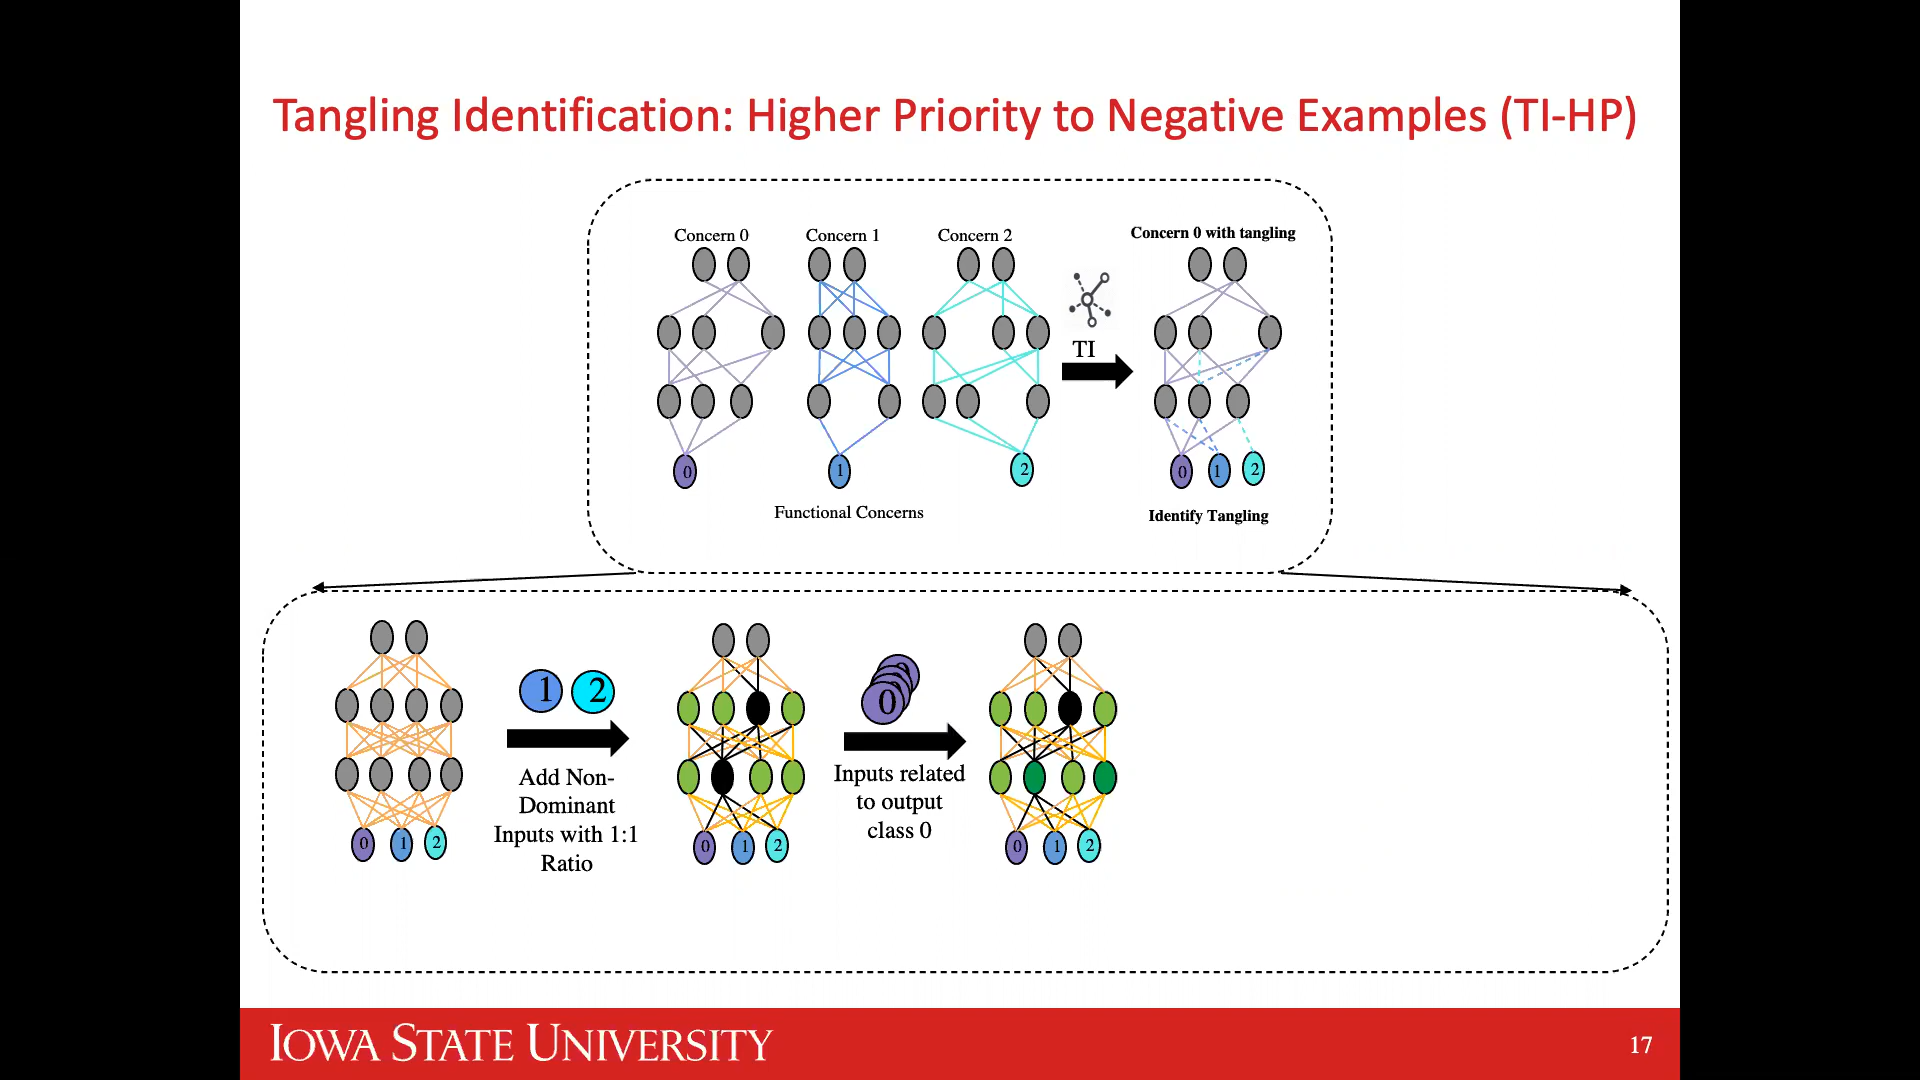 Tangling Identification: Higher Priority to Negative Examples (TI-HP)
Concern 0
Concern 1
Concern 2
Concern 0 with tangling
TI
0
1
2
0
1
2
Functional Concerns
Identify Tangling
1
2
Add Non-
Dominant
Inputs with 1:1
Ratio
0
Inputs related
to output
class 0
0
1
2
0
1
2
0
1
2
IOWA STATE UNIVERSITY
17